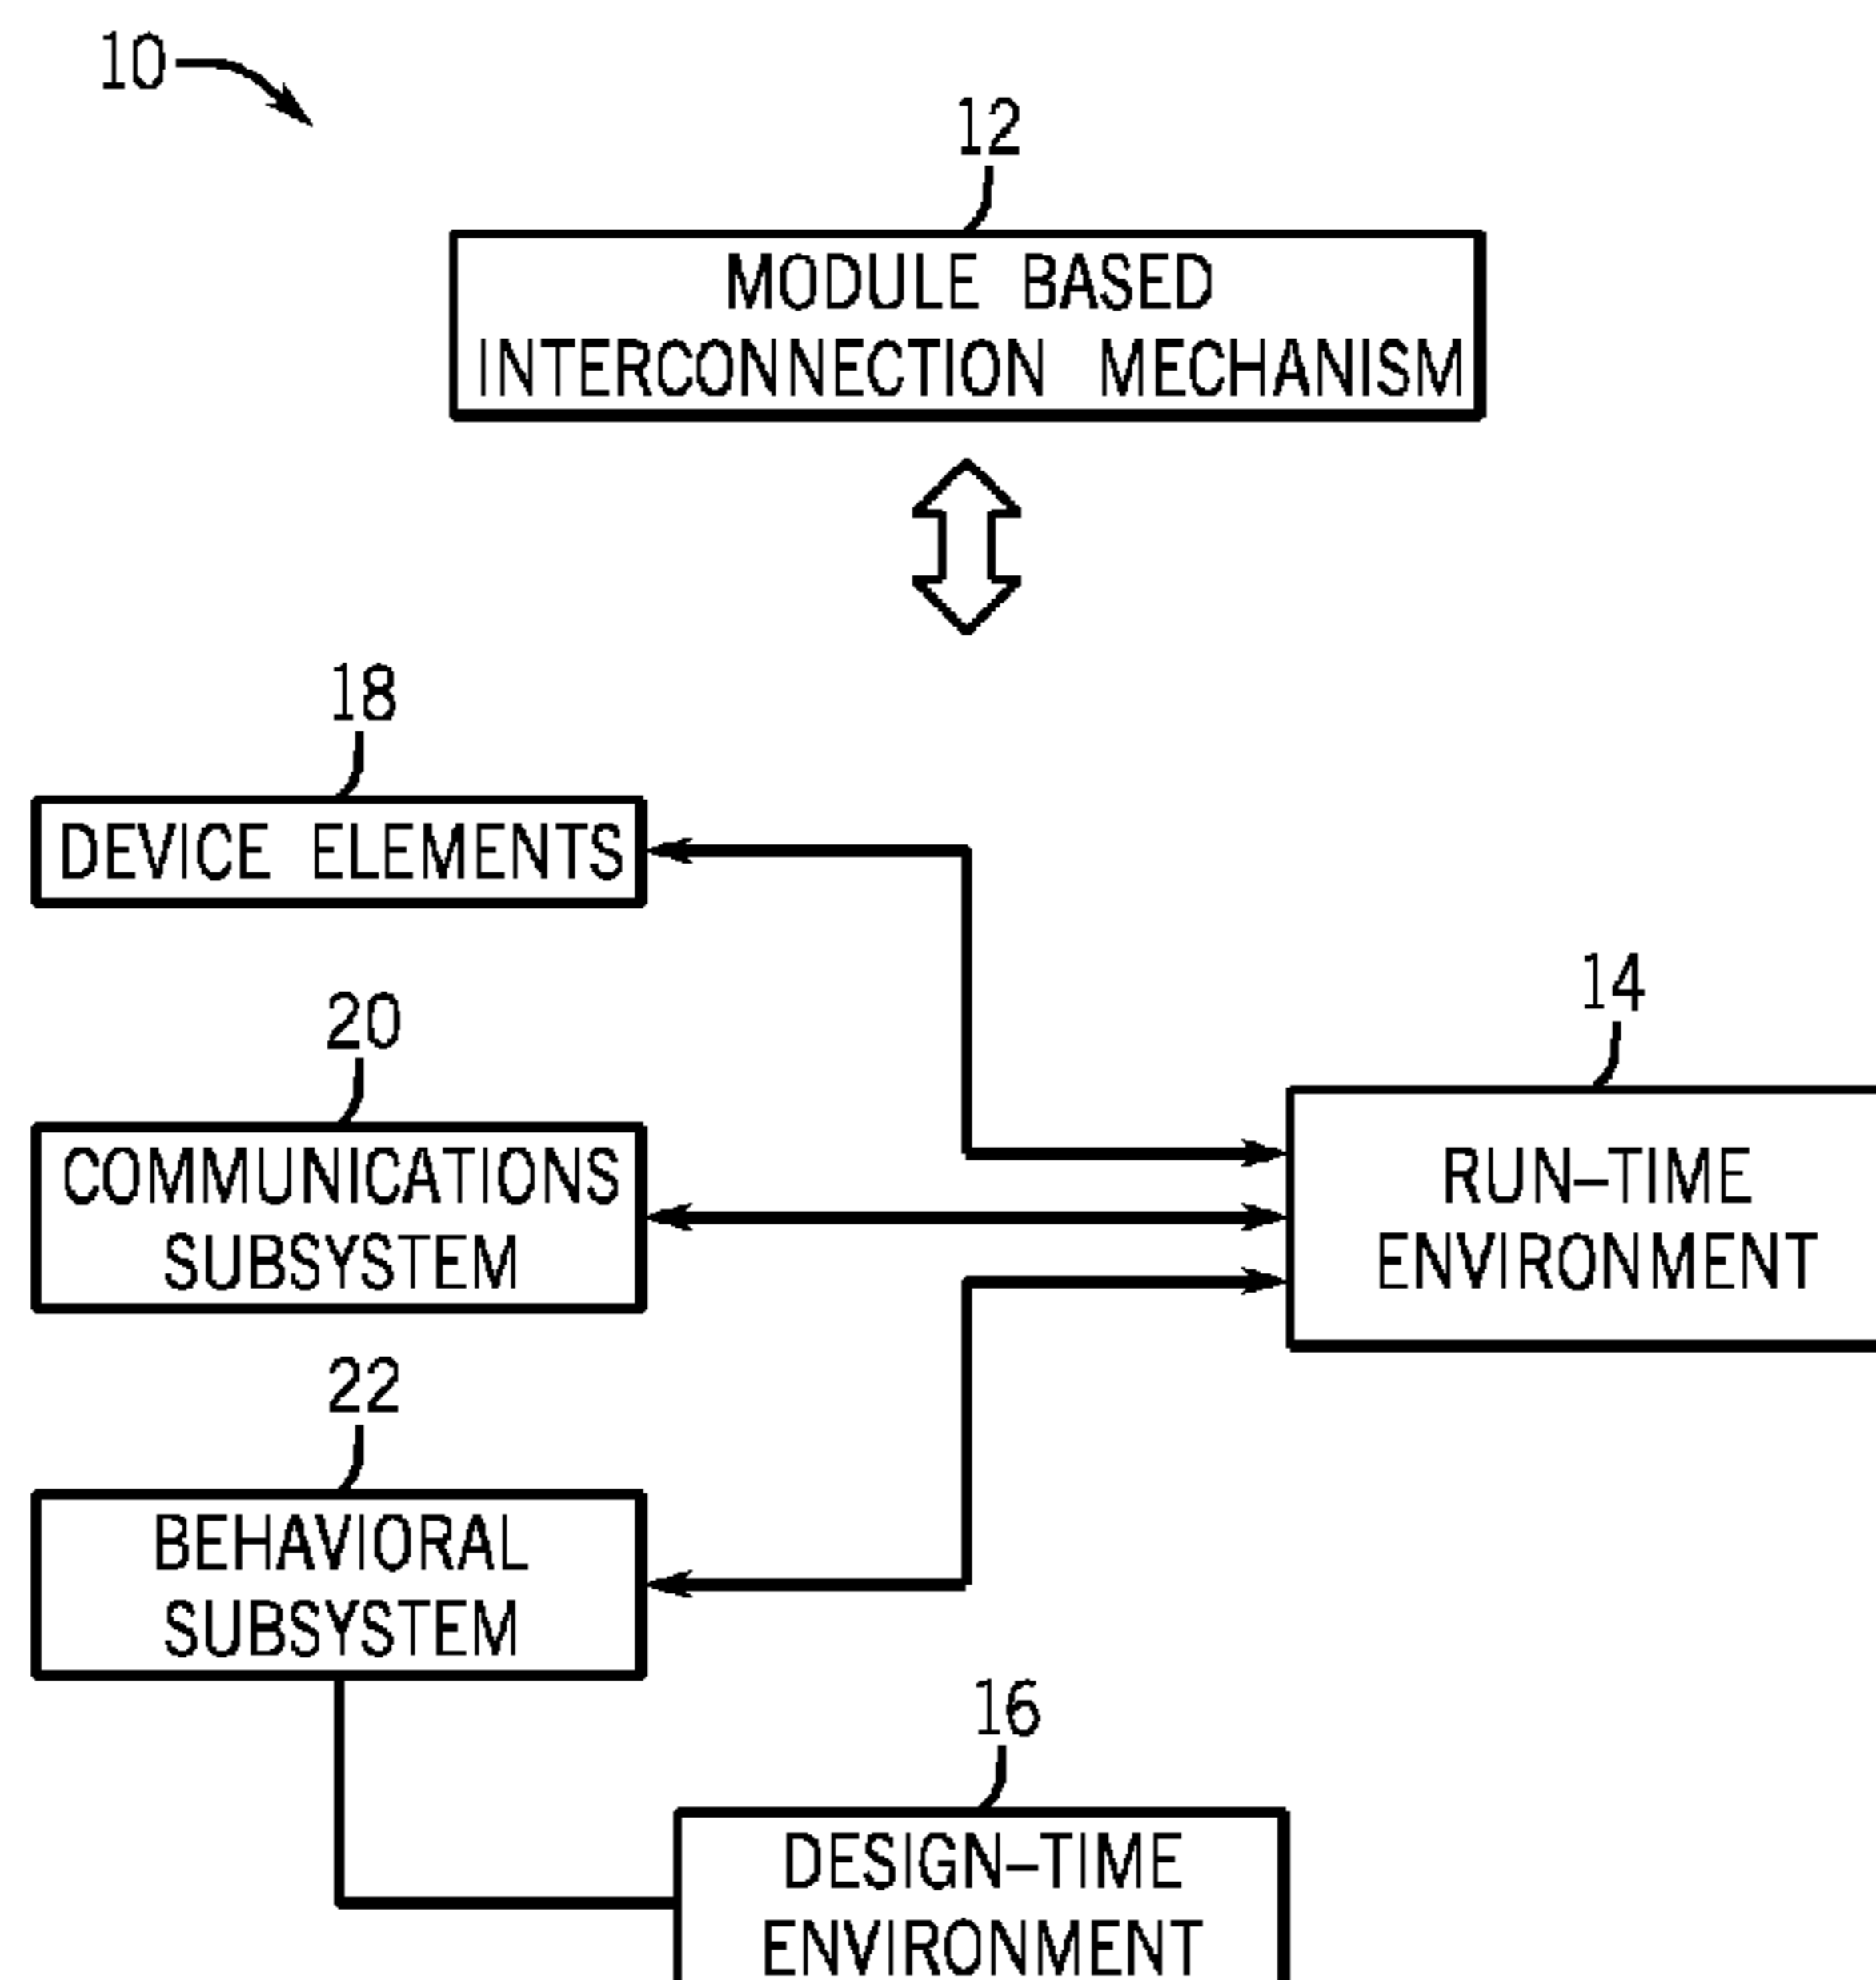 10
12
MODULE BASED
INTERCONNECTION MECHANISM
18
DEVICE ELEMENTS
20
COMMUNICATIONS
SUBSYSTEM
14
RUN–TIME
ENVIRONMENT
22
BEHAVIORAL
SUBSYSTEM
16
DESIGN–TIME
ENVIRONMENT